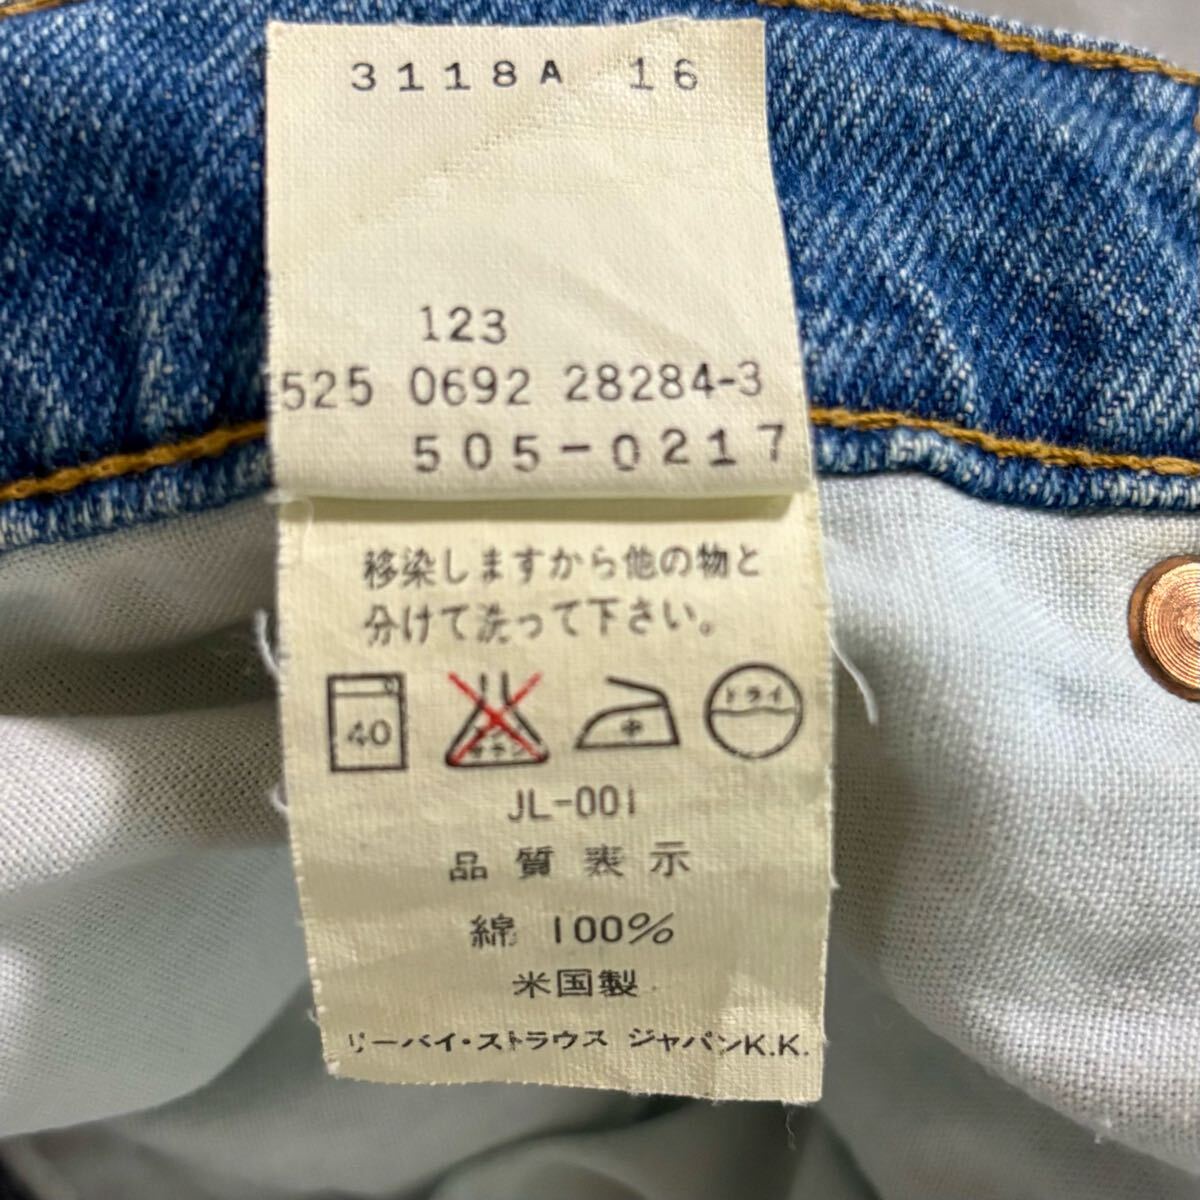 3118A 16
123
525 0692 28284-3
505-0217
移染しますから他の物と
分けて洗って下さい。
40
中
ドライ
JL-001
品質表示
綿 100%
米国製
リーバイ・ストラウス ジャパンK.K.